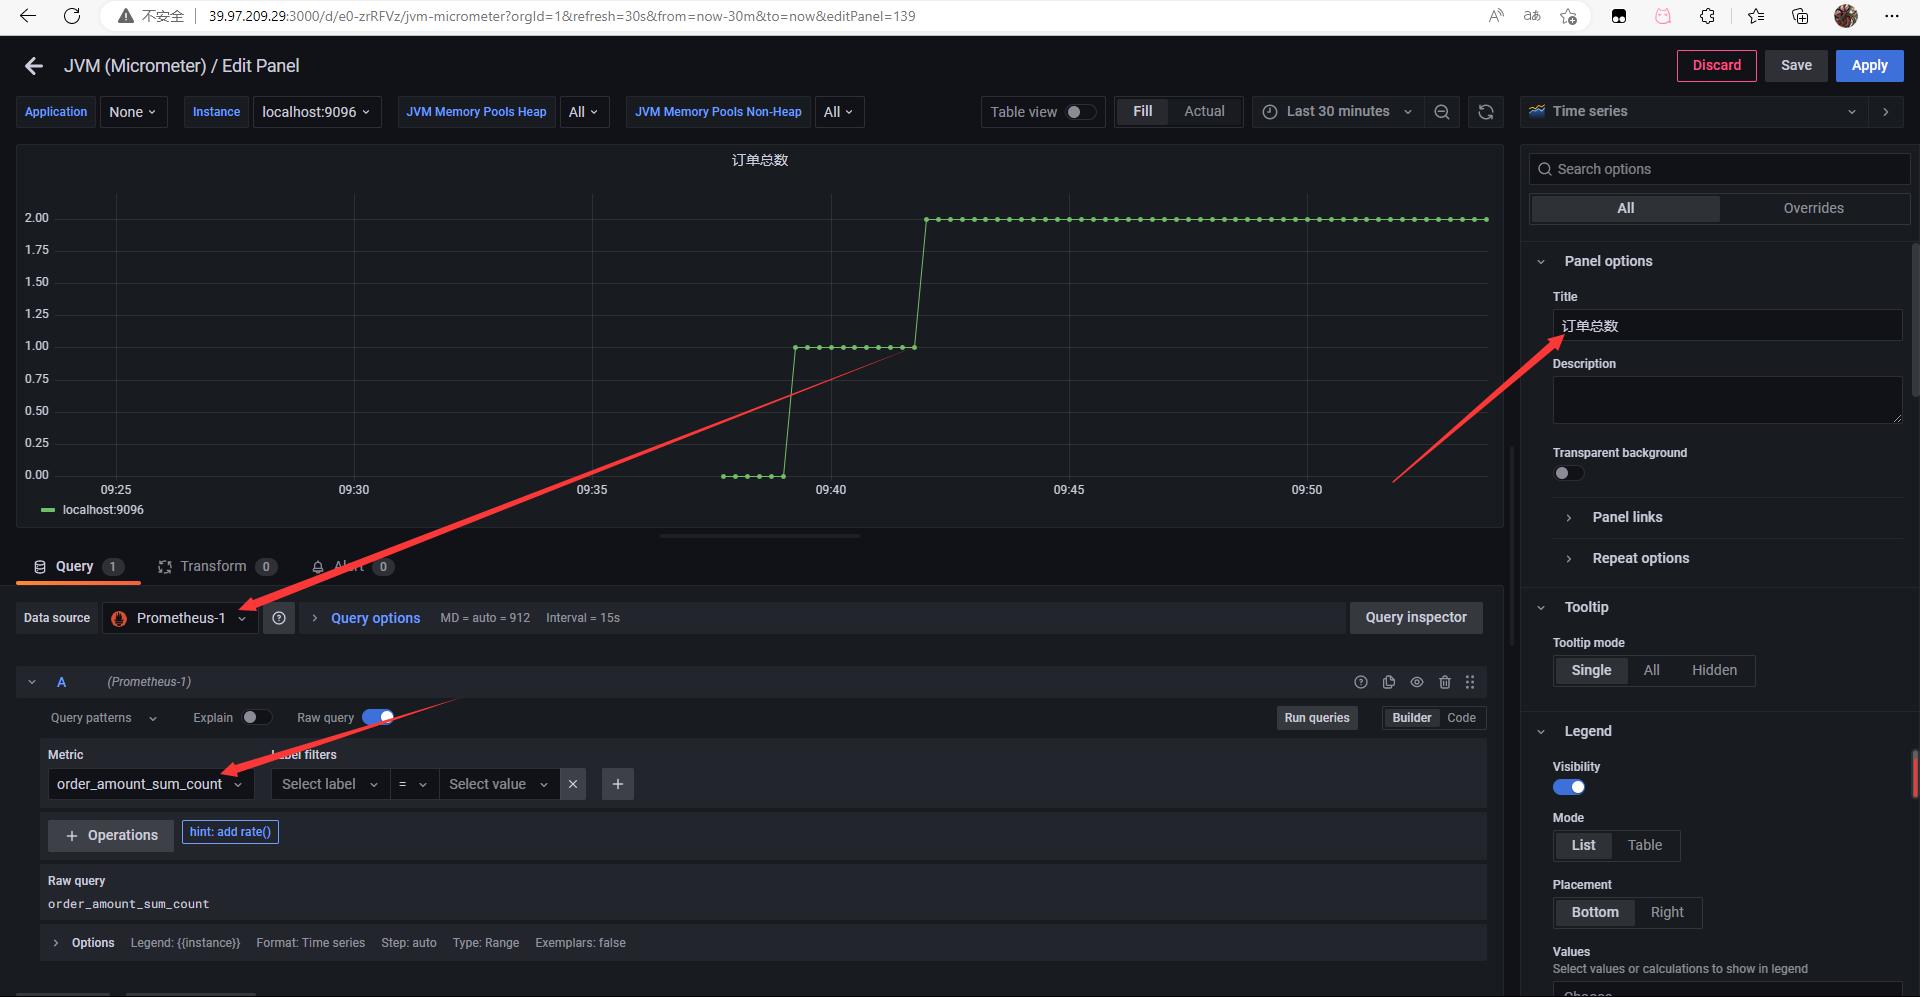 不安全 39.97.209.29:3000/d/e0-zrRFVz/jvm-micrometer?orgId=1&refresh=30s&from=now-30m&to=now&editPanel=139
JVM (Micrometer) / Edit Panel
Discard Save Apply
Application None Instance localhost:9096 JVM Memory Pools Heap All JVM Memory Pools Non-Heap All
Table view Fill Actual Last 30 minutes Time series
订单总数
2.00
1.75
1.50
1.25
1.00
0.75
0.50
0.25
0.00
09:25 09:30 09:35 09:40 09:45 09:50
localhost:9096
Query 1 Transform 0 Alert 0
Data source Prometheus-1 Query options MD = auto = 912 Interval = 15s Query inspector
A (Prometheus-1)
Query patterns Explain Raw query Run queries Builder Code
Metric Label filters
order_amount_sum_count Select label = Select value
+ Operations hint: add rate()
Raw query
order_amount_sum_count
Options Legend: {{instance}} Format: Time series Step: auto Type: Range Exemplars: false
Search options
All Overrides
Panel options
Title
订单总数
Description
Transparent background
Panel links
Repeat options
Tooltip
Tooltip mode
Single All Hidden
Legend
Visibility
Mode
List Table
Placement
Bottom Right
Values
Select values or calculations to show in legend